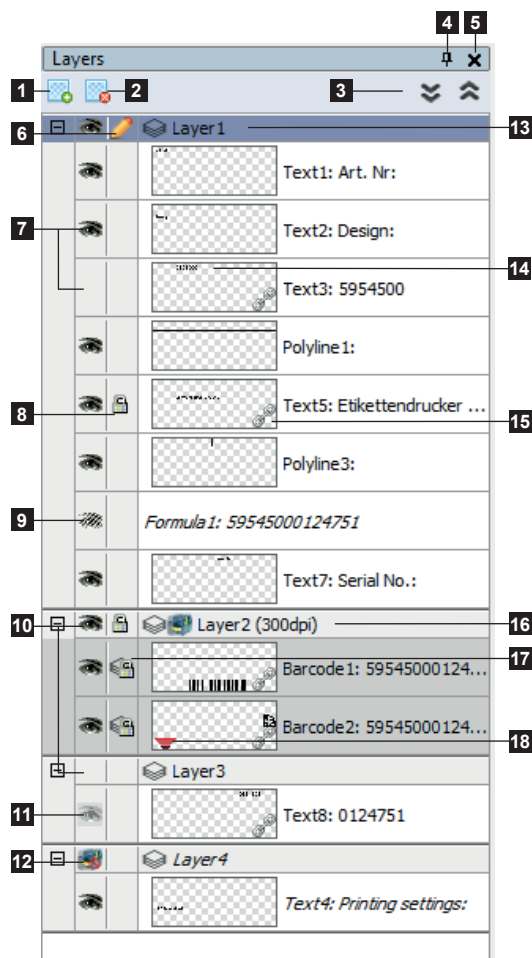 4 5
Layers
1 2 3
6 Layer1 13
Text1: Art. Nr:
7 Text2: Design:
14
Text3: 5954500
Polyline1:
8 Text5: Etikettendrucker ...
15
Polyline3:
9 Formula1: 59545000124751
Text7: Serial No.:
10 Layer2 (300dpi) 16
17
Barcode1: 59545000124...
Barcode2: 59545000124...
18
Layer3
11 Text8: 0124751
12 Layer4
Text4: Printing settings: